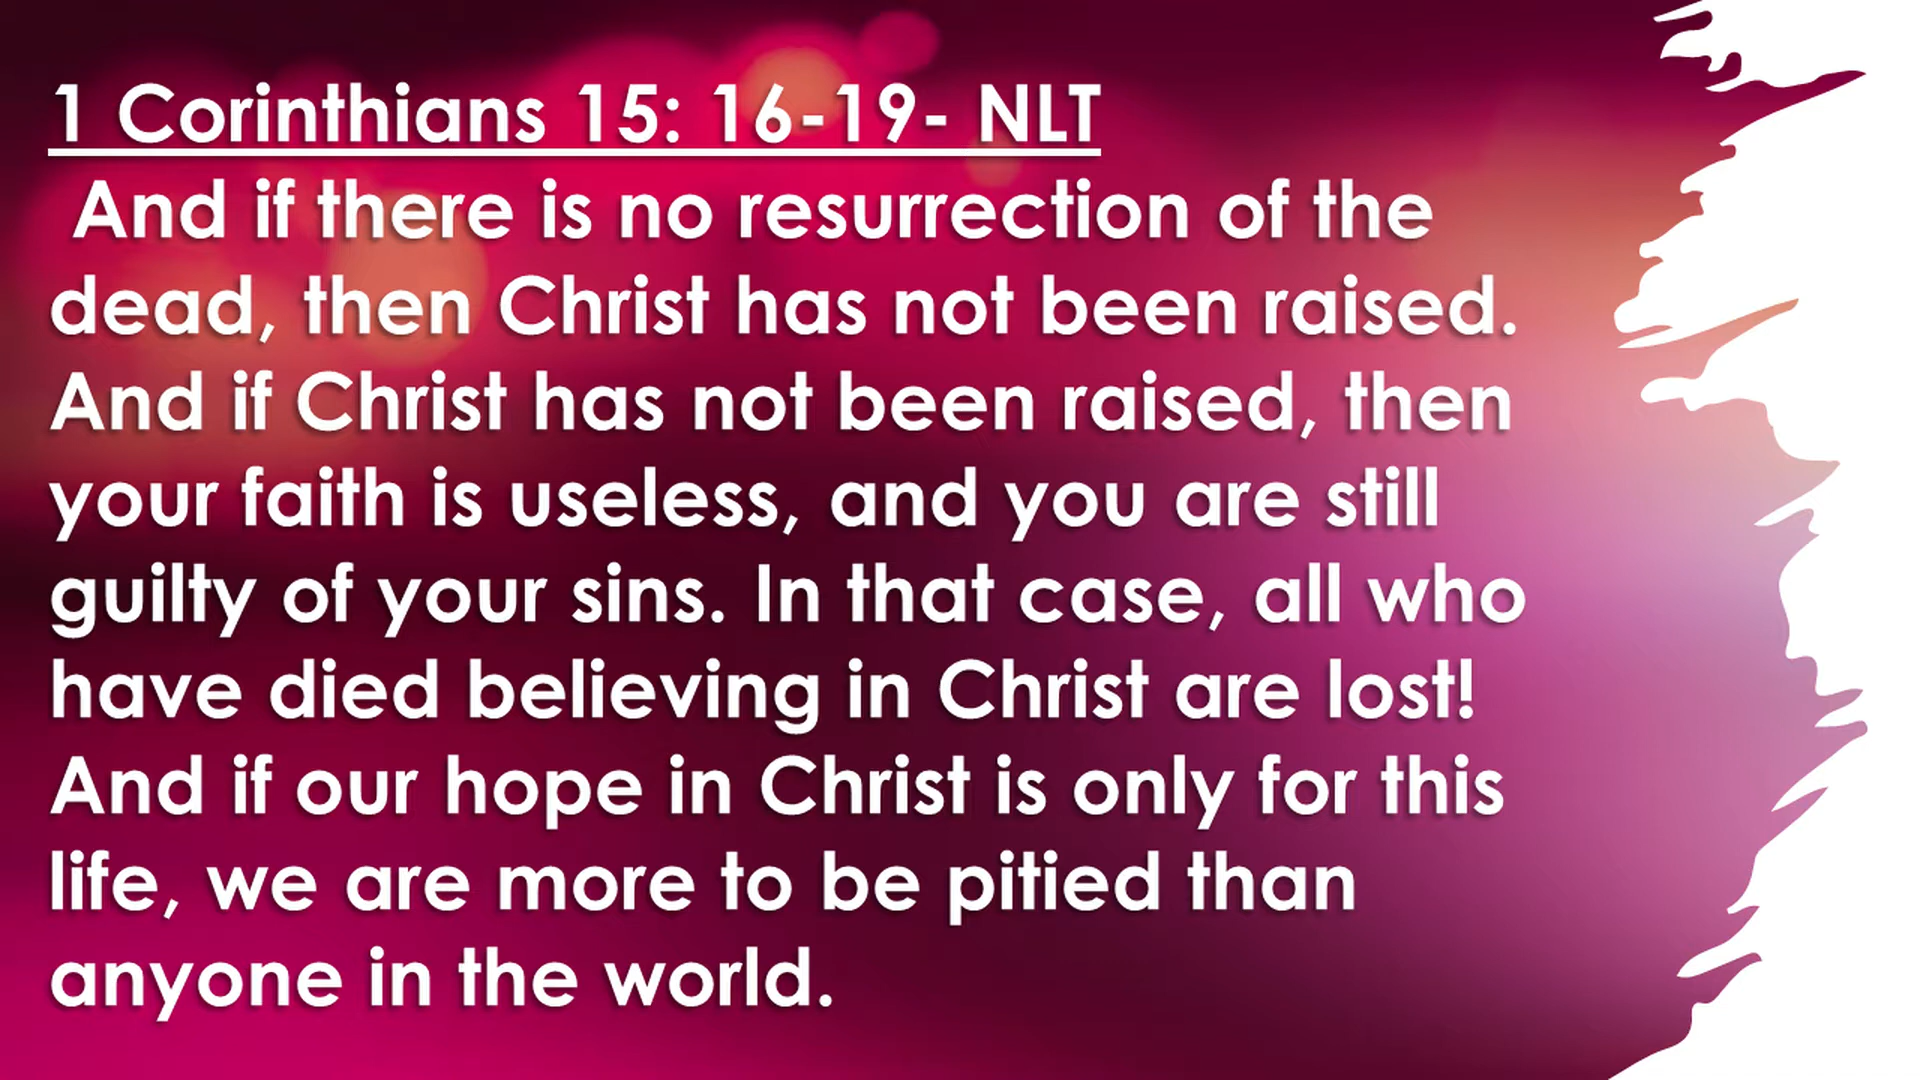 1 Corinthians 15: 16-19- NLT
And if there is no resurrection of the
dead, then Christ has not been raised.
And if Christ has not been raised, then
your faith is useless, and you are still
guilty of your sins. In that case, all who
have died believing in Christ are lost!
And if our hope in Christ is only for this
life, we are more to be pitied than
anyone in the world.